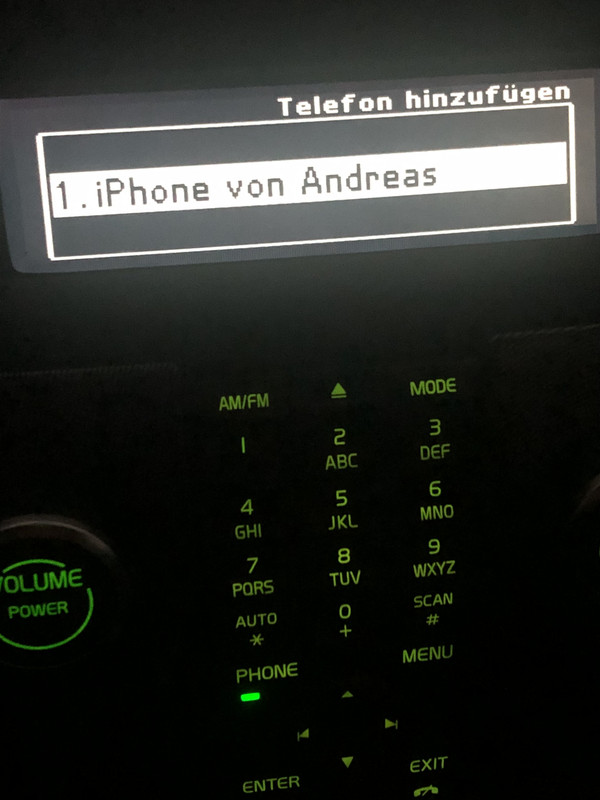 Telefon hinzufügen
1.iPhone von Andreas
AM/FM MODE
1 2 3
ABC DEF
4 5 6
GHI JKL MNO
7 8 9
PQRS TUV WXYZ
AUTO 0 SCAN
* + #
PHONE MENU
VOLUME
POWER
ENTER EXIT